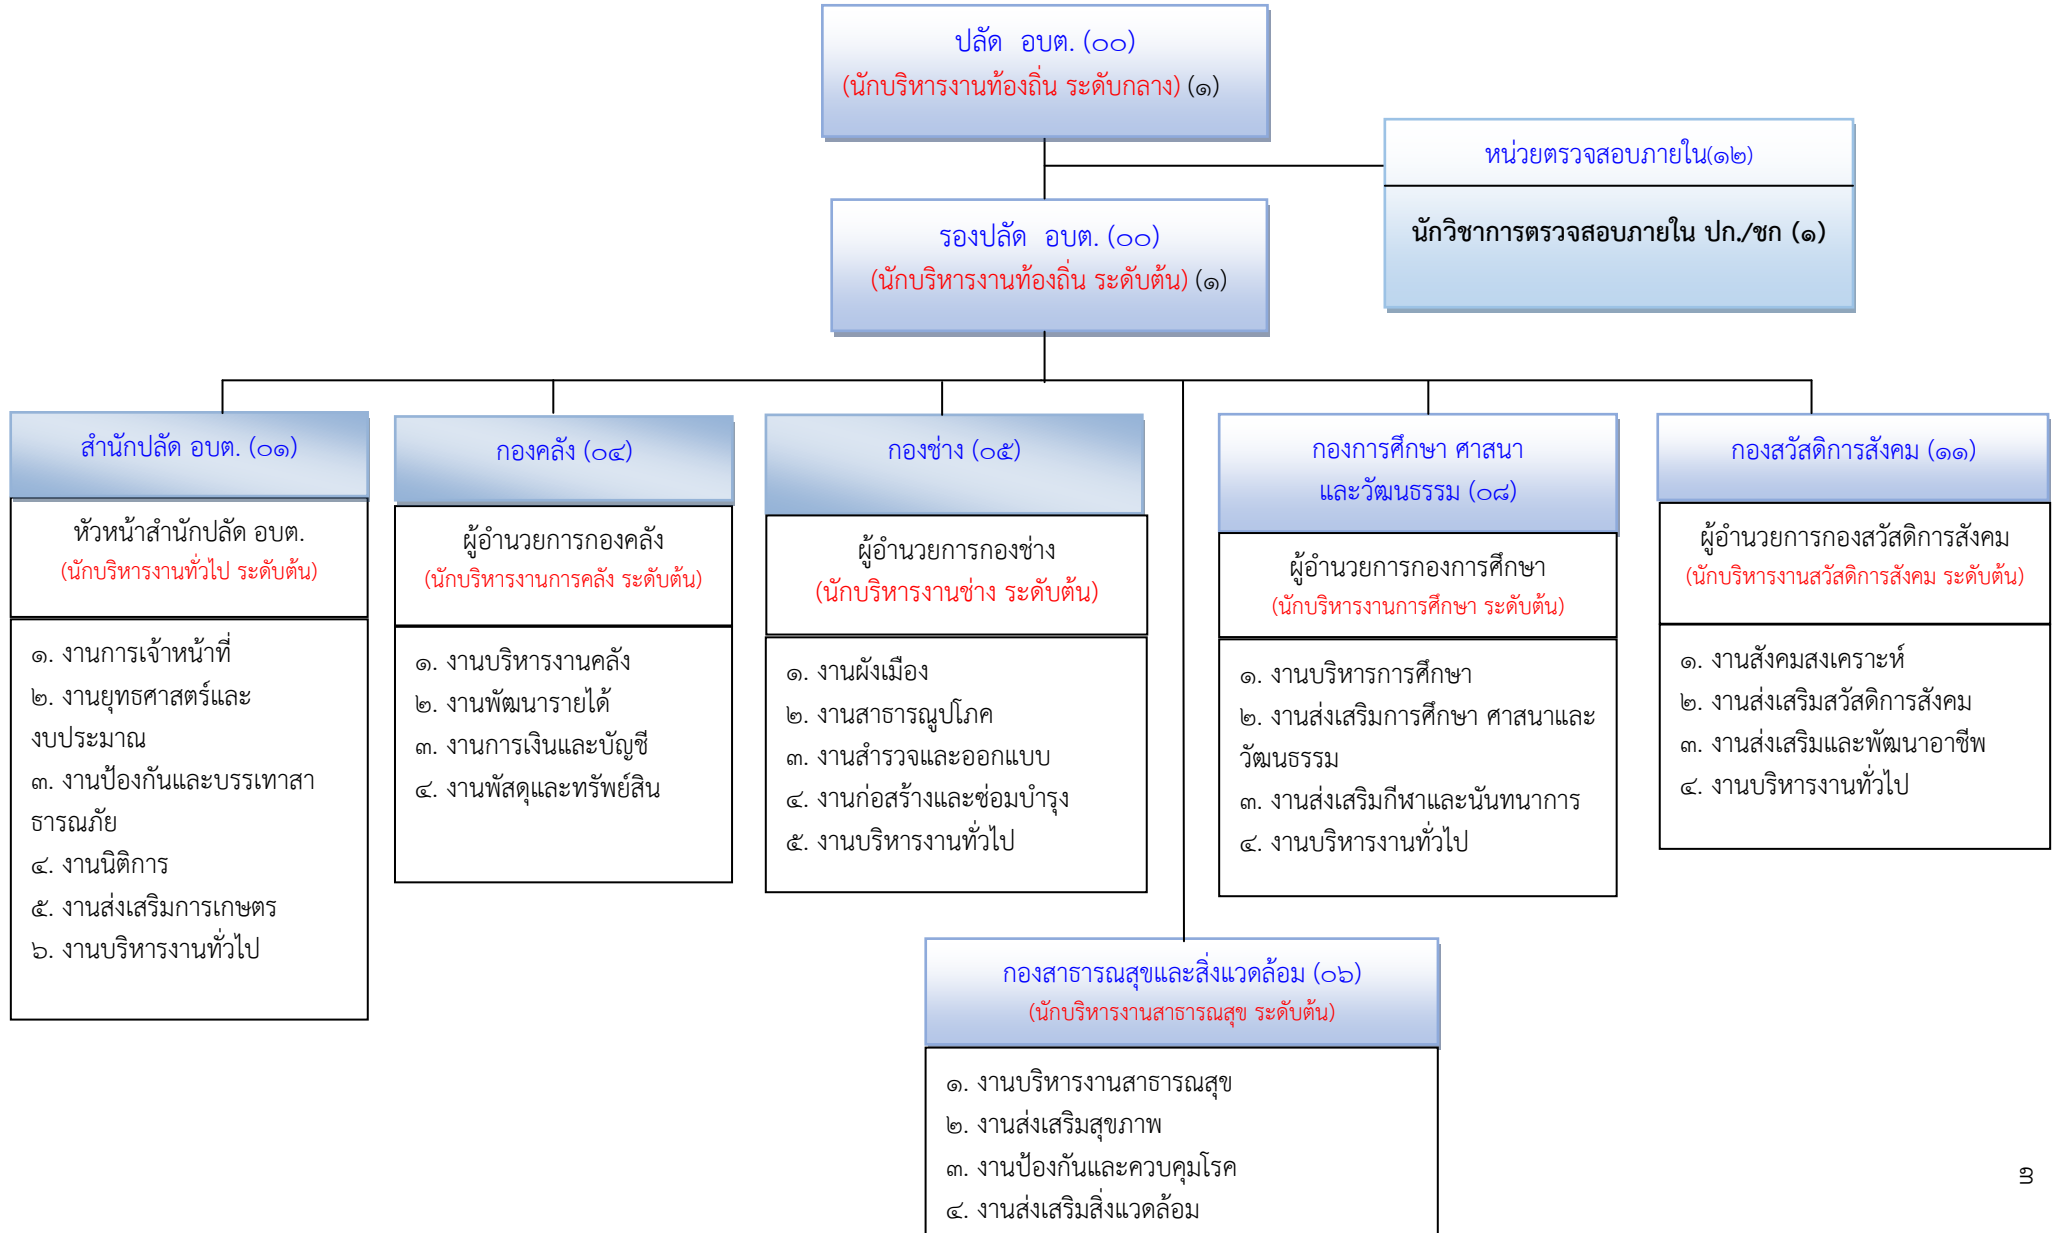 ปลัด  อบต. (๐๐)
(นักบริหารงานท้องถิ่น ระดับกลาง) (๑)
หน่วยตรวจสอบภายใน(๑๒)
นักวิชาการตรวจสอบภายใน ปก./ชก (๑)
รองปลัด  อบต. (๐๐)
(นักบริหารงานท้องถิ่น ระดับต้น) (๑)
สำนักปลัด อบต. (๐๑)
หัวหน้าสำนักปลัด อบต.
(นักบริหารงานทั่วไป ระดับต้น)
๑. งานการเจ้าหน้าที่
๒. งานยุทธศาสตร์และ
งบประมาณ
๓. งานป้องกันและบรรเทาสา
ธารณภัย
๔. งานนิติการ
๕. งานส่งเสริมการเกษตร
๖. งานบริหารงานทั่วไป
กองคลัง (๐๔)
ผู้อำนวยการกองคลัง
(นักบริหารงานการคลัง ระดับต้น)
๑. งานบริหารงานคลัง
๒. งานพัฒนารายได้
๓. งานการเงินและบัญชี
๔. งานพัสดุและทรัพย์สิน
กองช่าง (๐๕)
ผู้อำนวยการกองช่าง
(นักบริหารงานช่าง ระดับต้น)
๑. งานผังเมือง
๒. งานสาธารณูปโภค
๓. งานสำรวจและออกแบบ
๔. งานก่อสร้างและซ่อมบำรุง
๕. งานบริหารงานทั่วไป
กองการศึกษา ศาสนา
และวัฒนธรรม (๐๘)
ผู้อำนวยการกองการศึกษา
(นักบริหารงานการศึกษา ระดับต้น)
๑. งานบริหารการศึกษา
๒. งานส่งเสริมการศึกษา ศาสนาและ
วัฒนธรรม
๓. งานส่งเสริมกีฬาและนันทนาการ
๔. งานบริหารงานทั่วไป
กองสวัสดิการสังคม (๑๑)
ผู้อำนวยการกองสวัสดิการสังคม
(นักบริหารงานสวัสดิการสังคม ระดับต้น)
๑. งานสังคมสงเคราะห์
๒. งานส่งเสริมสวัสดิการสังคม
๓. งานส่งเสริมและพัฒนาอาชีพ
๔. งานบริหารงานทั่วไป
กองสาธารณสุขและสิ่งแวดล้อม (๐๖)
(นักบริหารงานสาธารณสุข ระดับต้น)
๑. งานบริหารงานสาธารณสุข
๒. งานส่งเสริมสุขภาพ
๓. งานป้องกันและควบคุมโรค
๔. งานส่งเสริมสิ่งแวดล้อม
๓